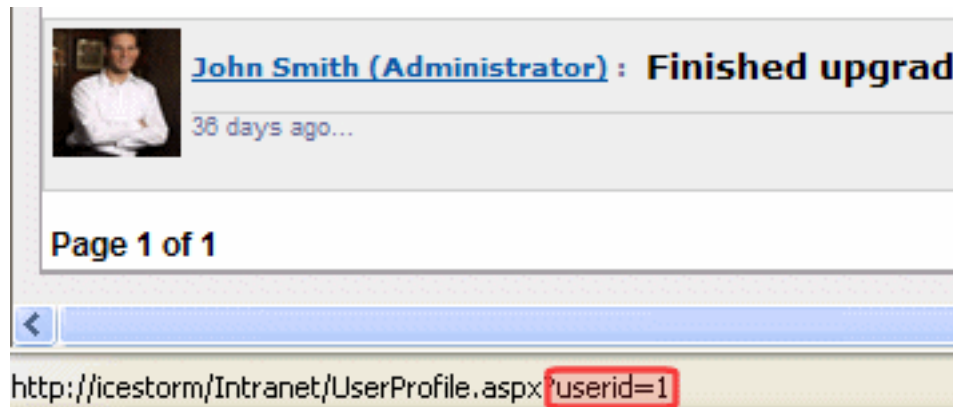 John Smith (Administrator) : Finished upgrad
36 days ago...
Page 1 of 1
http://icestorm/Intranet/UserProfile.aspx?userid=1